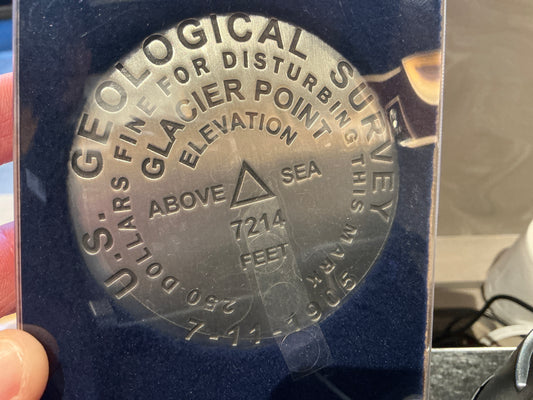 U.S. GEOLOGICAL SURVEY
250 DOLLARS FINE FOR DISTURBING THIS MARK
GLACIER POINT
ELEVATION
ABOVE SEA
7214
FEET
7-11-1905